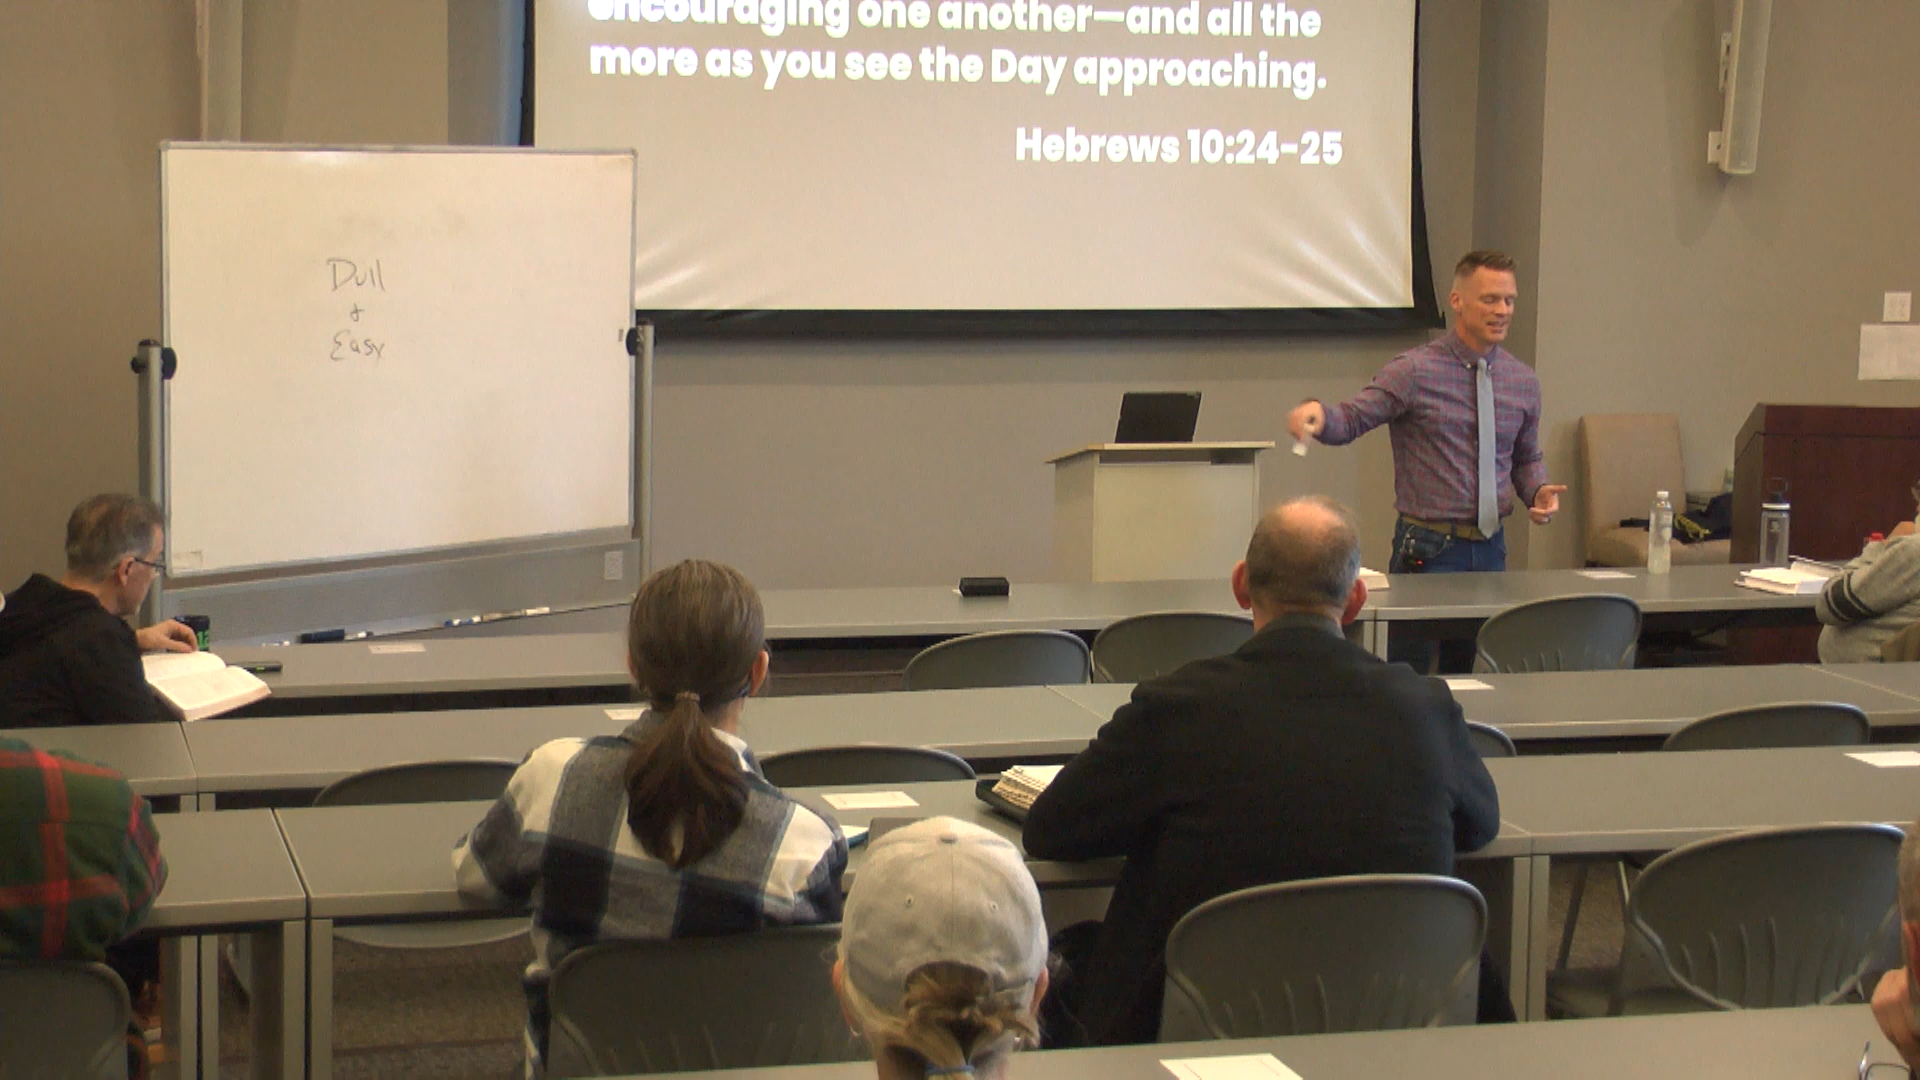 encouraging one another—and all the
more as you see the Day approaching.
Hebrews 10:24-25
Dull
&
Easy